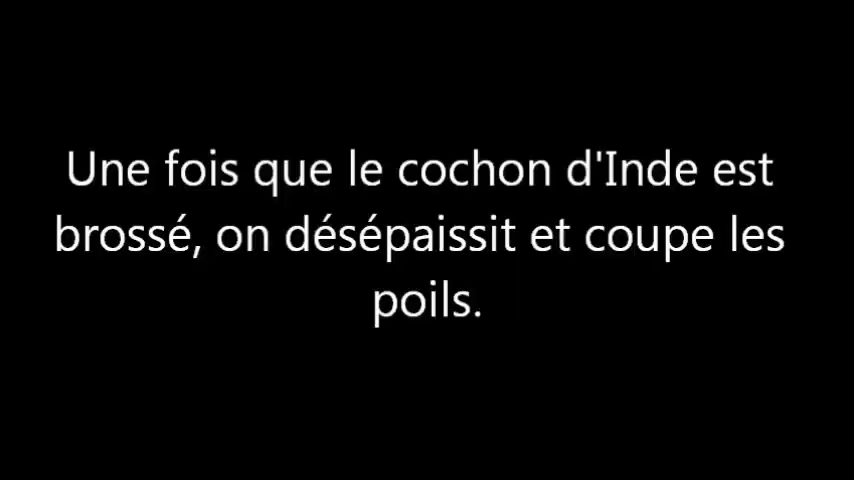 Une fois que le cochon d'Inde est
brossé, on désépaissit et coupe les
poils.